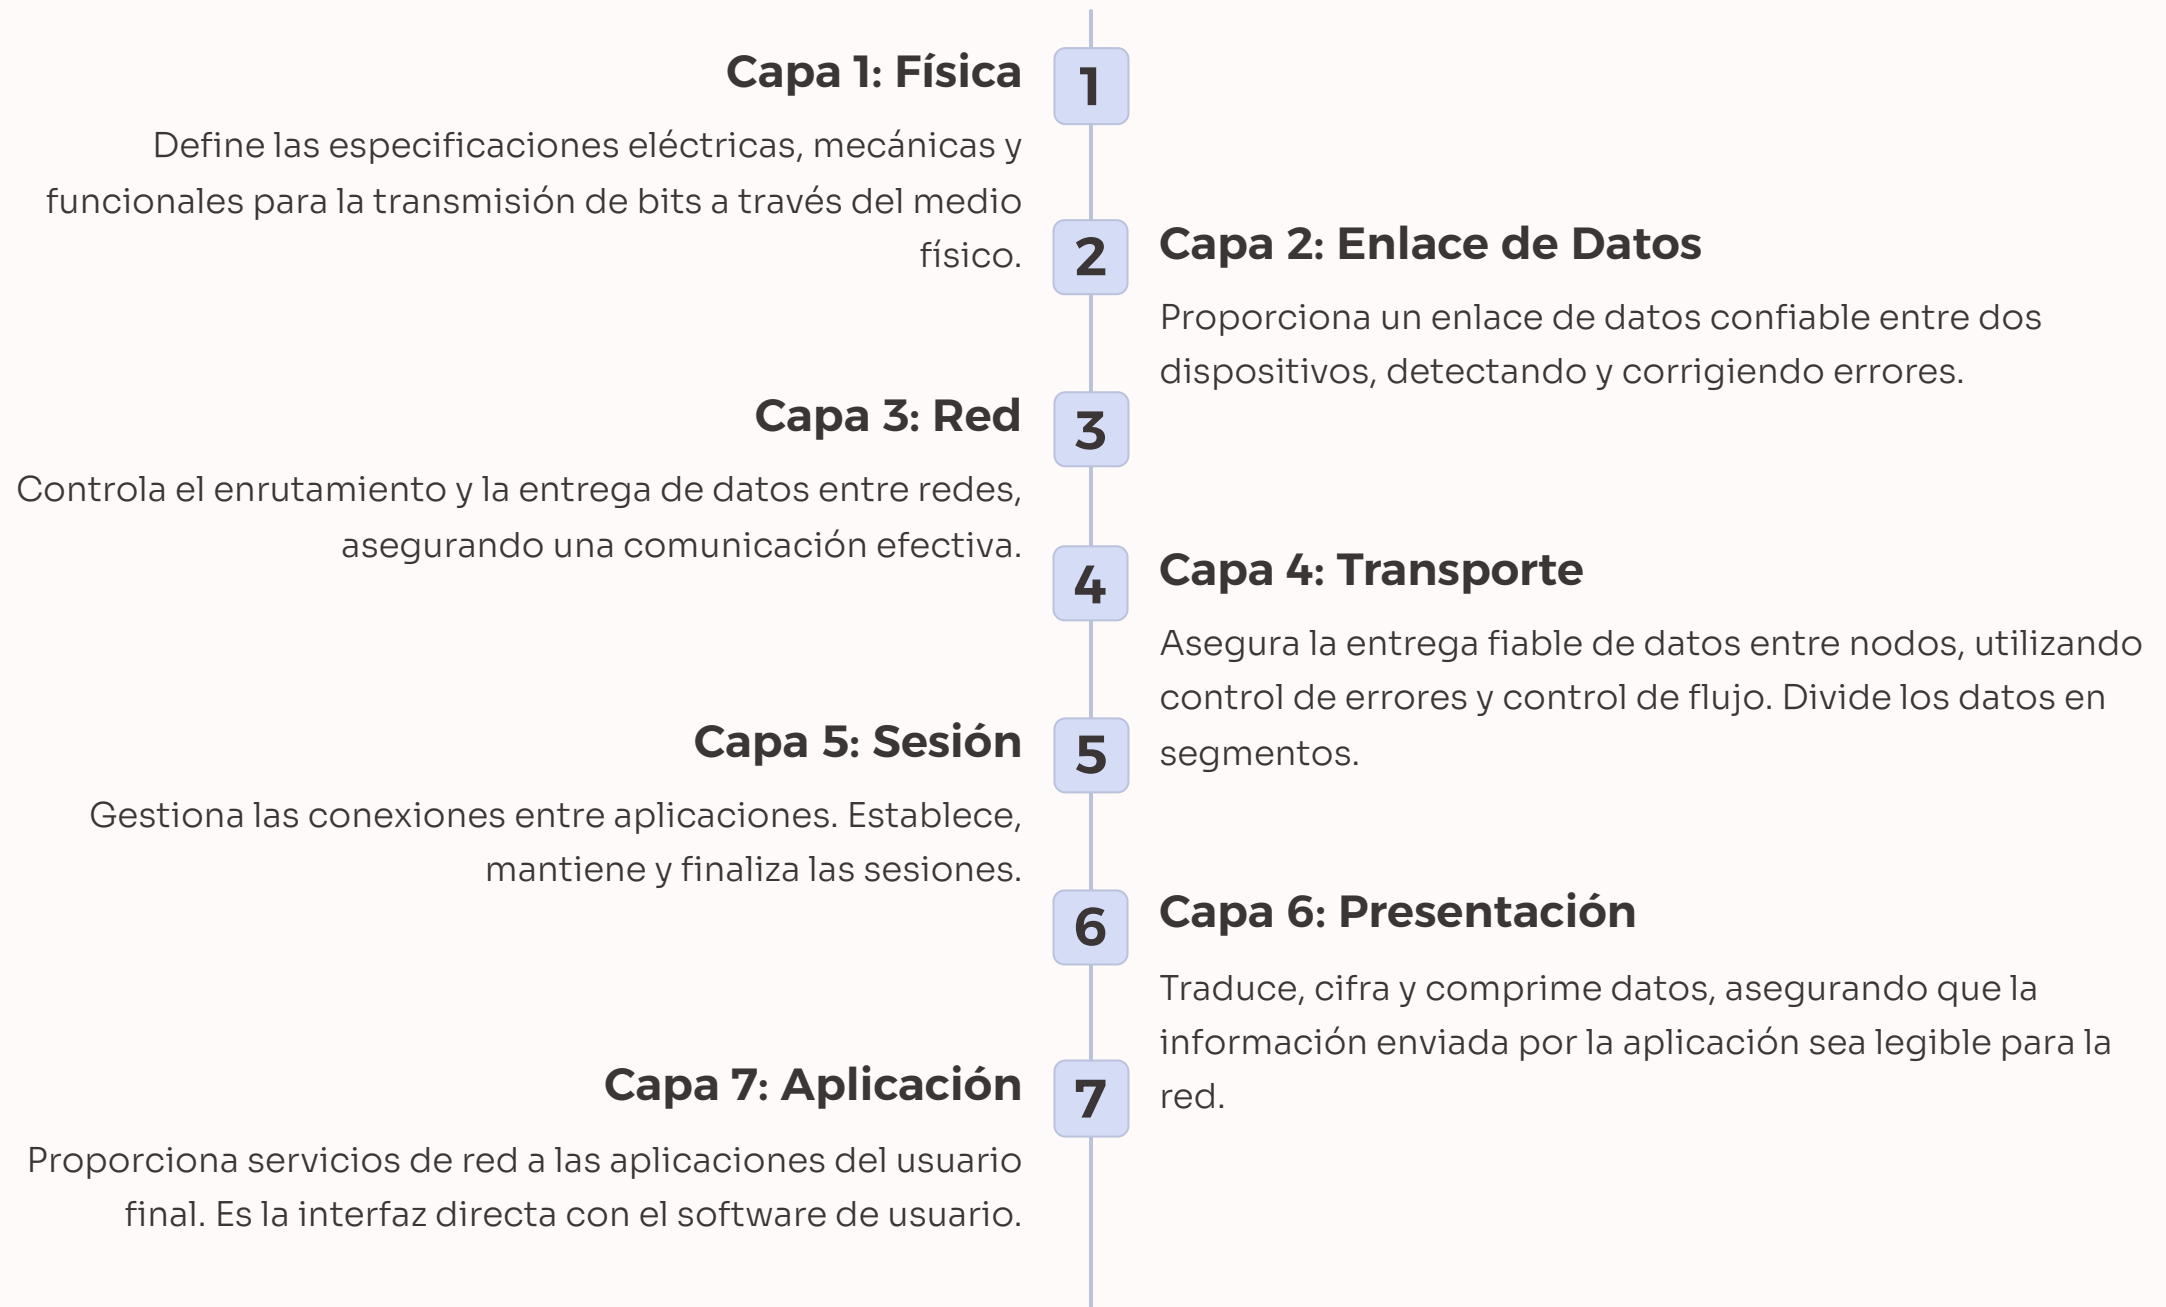 Capa 1: Física
1
Define las especificaciones eléctricas, mecánicas y
funcionales para la transmisión de bits a través del medio
físico.
2
Capa 2: Enlace de Datos
Proporciona un enlace de datos confiable entre dos
dispositivos, detectando y corrigiendo errores.
Capa 3: Red
3
Controla el enrutamiento y la entrega de datos entre redes,
asegurando una comunicación efectiva.
4
Capa 4: Transporte
Asegura la entrega fiable de datos entre nodos, utilizando
control de errores y control de flujo. Divide los datos en
segmentos.
Capa 5: Sesión
5
Gestiona las conexiones entre aplicaciones. Establece,
mantiene y finaliza las sesiones.
6
Capa 6: Presentación
Traduce, cifra y comprime datos, asegurando que la
información enviada por la aplicación sea legible para la
red.
Capa 7: Aplicación
7
Proporciona servicios de red a las aplicaciones del usuario
final. Es la interfaz directa con el software de usuario.